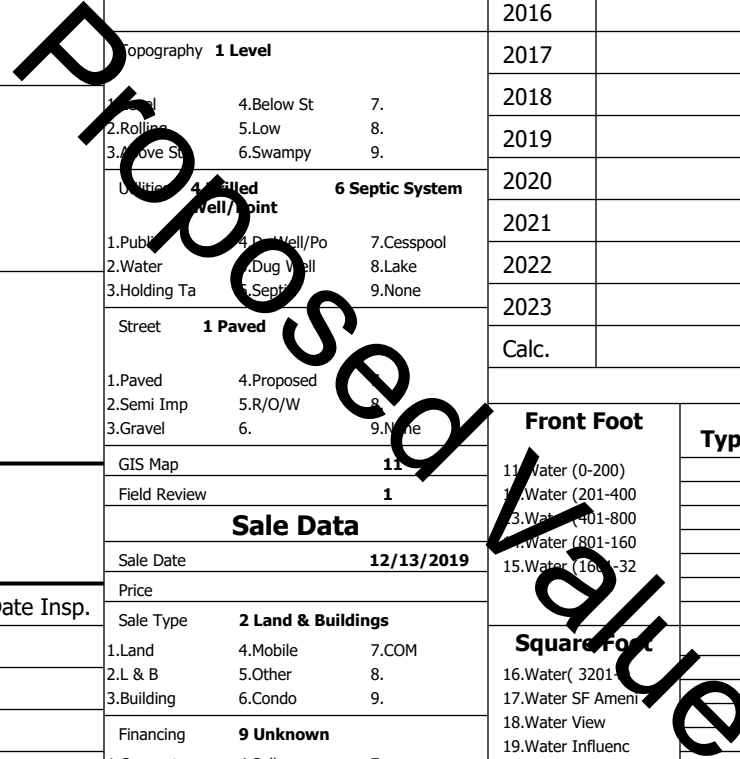 2016
Topography 1 Level
2017
2018
1.Level 4.Below St 7.
2.Rolling 5.Low 8.
2019
3.Above St 6.Swampy 9.
Utilities 4 Drilled 6 Septic System
Well/Point
2020
2021
1.Public 4.Dr Well/Po 7.Cesspool
2.Water 5.Dug Well 8.Lake
2022
3.Holding Ta 6.Septic 9.None
2023
Street 1 Paved
Calc.
1.Paved 4.Proposed
2.Semi Imp 5.R/O/W 8.
3.Gravel 6. 9.None
GIS Map 11
Field Review 1
Sale Data
Sale Date 12/13/2019
Price
Sale Type 2 Land & Buildings
1.Land 4.Mobile 7.COM
2.L & B 5.Other 8.
3.Building 6.Condo 9.
Financing 9 Unknown
Date Insp.
Front Foot
Typ
11.Water (0-200)
12.Water (201-400
13.Water (401-800
14.Water (801-160
15.Water (1601-32
Square Foot
16.Water( 3201-
17.Water SF Ameni
18.Water View
19.Water Influenc
Proposed Value